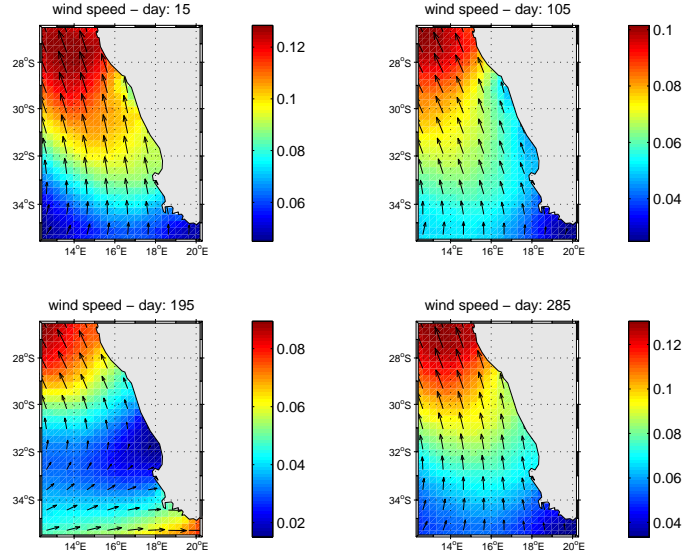 wind speed − day: 15
28°S
30°S
32°S
34°S
14°E
16°E
18°E
20°E
0.12
0.1
0.08
0.06
wind speed − day: 105
28°S
30°S
32°S
34°S
14°E
16°E
18°E
20°E
0.1
0.08
0.06
0.04
wind speed − day: 195
28°S
30°S
32°S
34°S
14°E
16°E
18°E
20°E
0.08
0.06
0.04
0.02
wind speed − day: 285
28°S
30°S
32°S
34°S
14°E
16°E
18°E
20°E
0.12
0.1
0.08
0.06
0.04